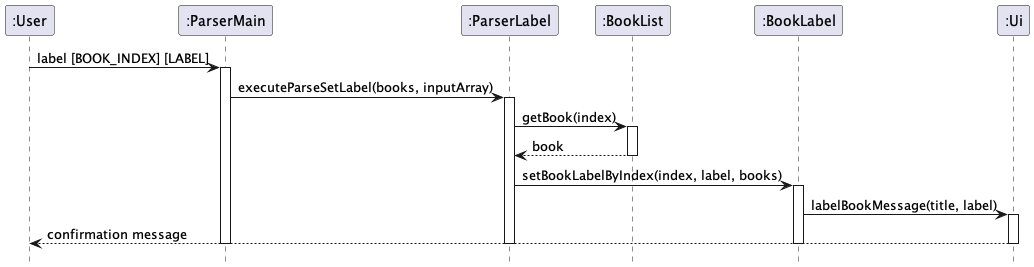 :User
:ParserMain
:ParserLabel
:BookList
:BookLabel
:Ui
label [BOOK_INDEX] [LABEL]
executeParseSetLabel(books, inputArray)
getBook(index)
book
setBookLabelByIndex(index, label, books)
labelBookMessage(title, label)
confirmation message